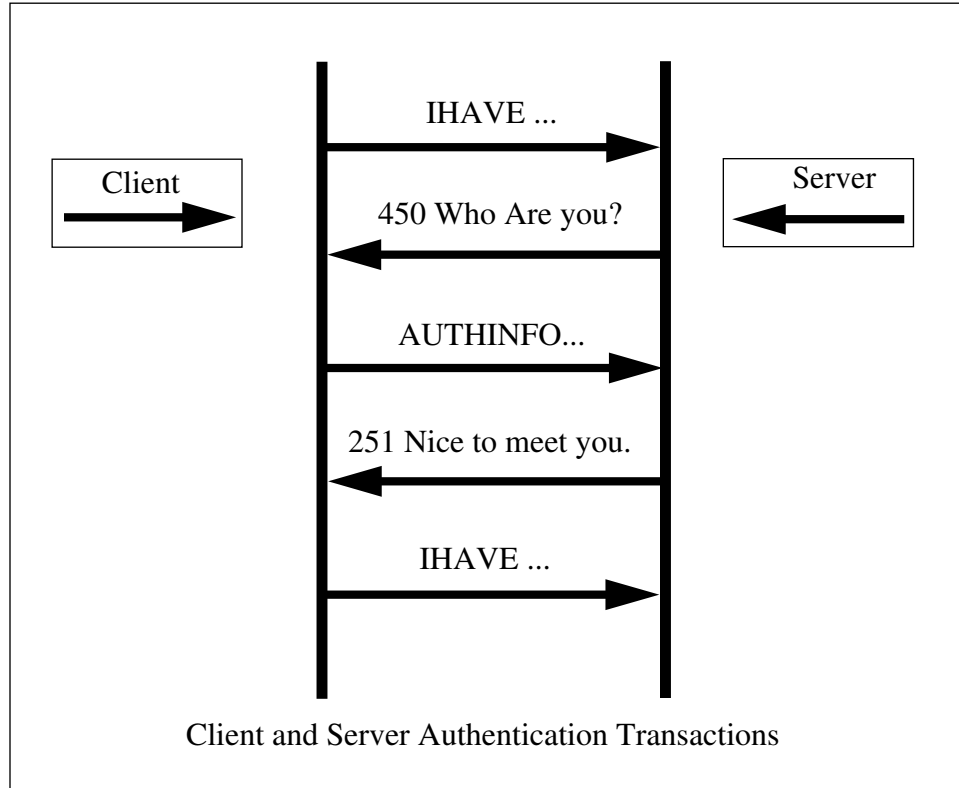 IHAVE ...
Client
Server
450 Who Are you?
AUTHINFO...
251 Nice to meet you.
IHAVE ...
Client and Server Authentication Transactions